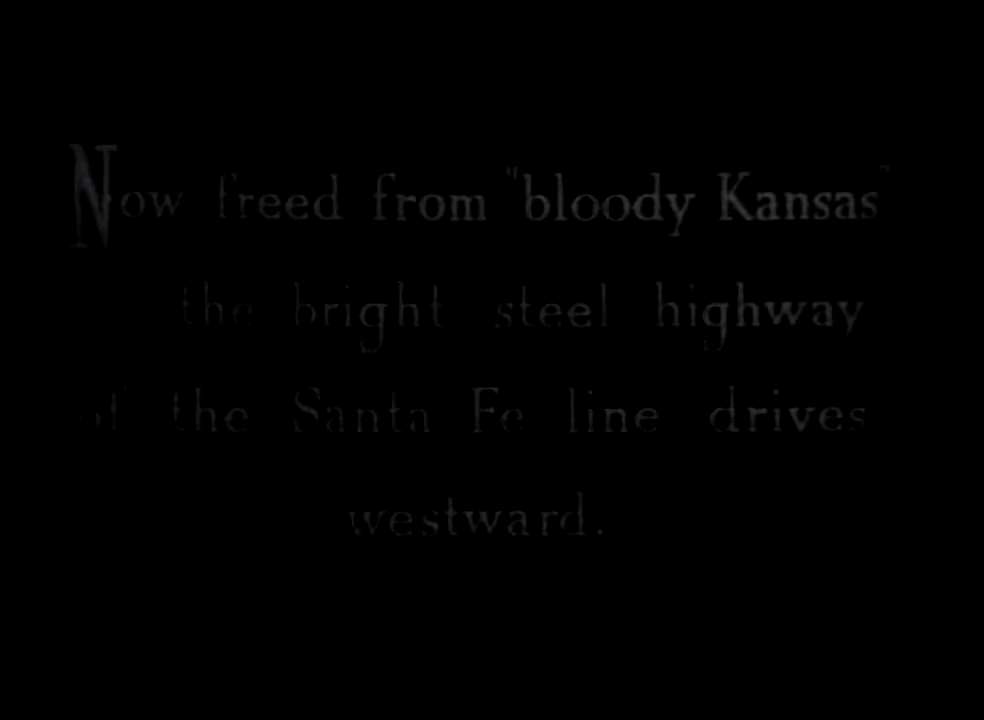 Now freed from "bloody Kansas"
the bright steel highway
of the Santa Fe line drives
westward.